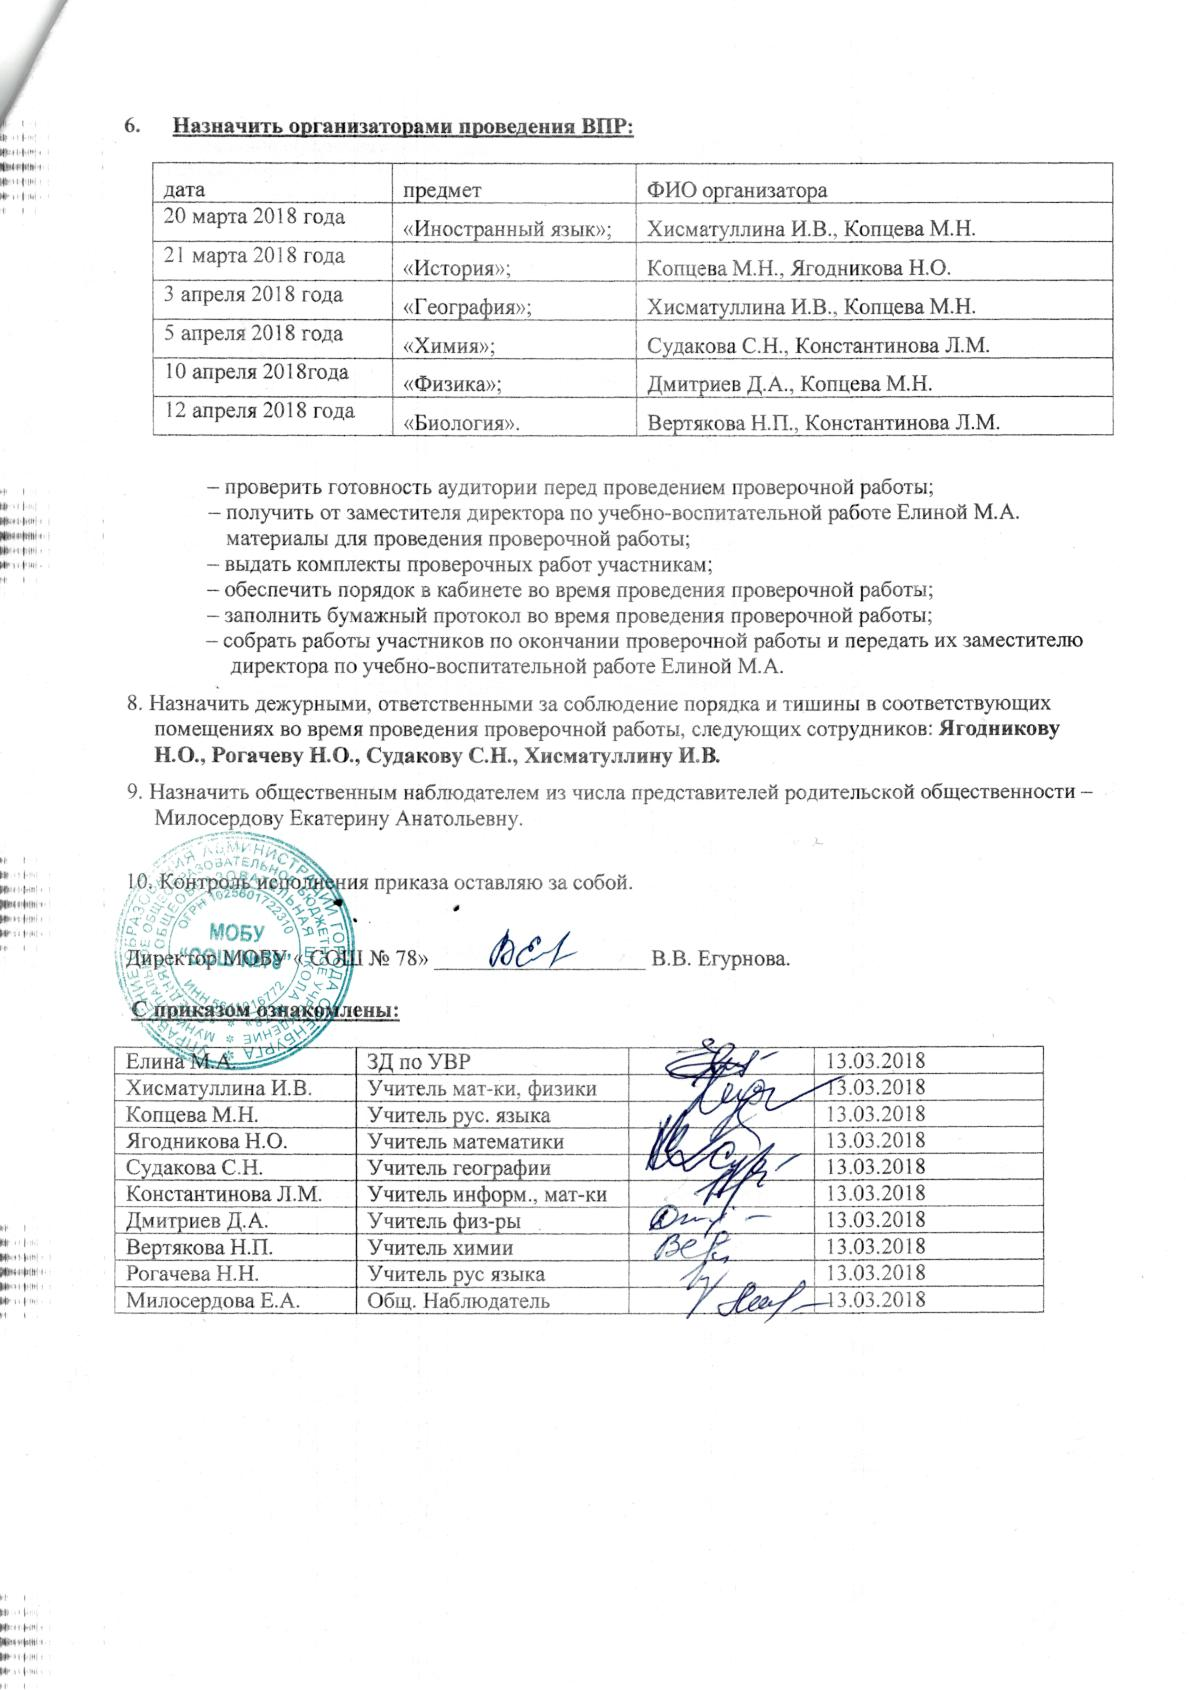 6. Назначить организаторами проведения ВПР:
дата предмет ФИО организатора
20 марта 2018 года «Иностранный язык»; Хисматуллина И.В., Копцева М.Н.
21 марта 2018 года «История»; Копцева М.Н., Ягодникова Н.О.
3 апреля 2018 года «География»; Хисматуллина И.В., Копцева М.Н.
5 апреля 2018 года «Химия»; Судакова С.Н., Константинова Л.М.
10 апреля 2018года «Физика»; Дмитриев Д.А., Копцева М.Н.
12 апреля 2018 года «Биология». Вертякова Н.П., Константинова Л.М.
– проверить готовность аудитории перед проведением проверочной работы;
– получить от заместителя директора по учебно-воспитательной работе Елиной М.А.
материалы для проведения проверочной работы;
– выдать комплекты проверочных работ участникам;
– обеспечить порядок в кабинете во время проведения проверочной работы;
– заполнить бумажный протокол во время проведения проверочной работы;
– собрать работы участников по окончании проверочной работы и передать их заместителю
директора по учебно-воспитательной работе Елиной М.А.
8. Назначить дежурными, ответственными за соблюдение порядка и тишины в соответствующих
помещениях во время проведения проверочной работы, следующих сотрудников: Ягодникову
Н.О., Рогачеву Н.О., Судакову С.Н., Хисматуллину И.В.
9. Назначить общественным наблюдателем из числа представителей родительской общественности –
Милосердову Екатерину Анатольевну.
10. Контроль исполнения приказа оставляю за собой.
ОГРН 1025601722310
МОБУ
"СОШ №78"
Директор МОБУ « СОШ № 78» ____________________ В.В. Егурнова.
С приказом ознакомлены:
Елина М.А. ЗД по УВР 13.03.2018
Хисматуллина И.В. Учитель мат-ки, физики 13.03.2018
Копцева М.Н. Учитель рус. языка 13.03.2018
Ягодникова Н.О. Учитель математики 13.03.2018
Судакова С.Н. Учитель географии 13.03.2018
Константинова Л.М. Учитель информ., мат-ки 13.03.2018
Дмитриев Д.А. Учитель физ-ры 13.03.2018
Вертякова Н.П. Учитель химии 13.03.2018
Рогачева Н.Н. Учитель рус языка 13.03.2018
Милосердова Е.А. Общ. Наблюдатель 13.03.2018